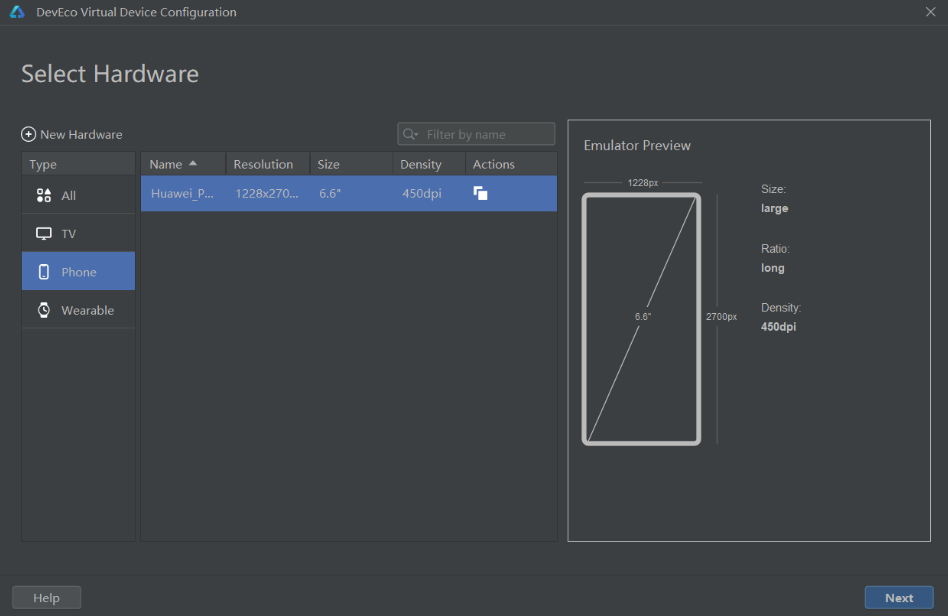 DevEco Virtual Device Configuration
Select Hardware
New Hardware
Filter by name
Type
All
TV
Phone
Wearable
Name Resolution Size Density Actions
Huawei_P... 1228x270... 6.6" 450dpi
Emulator Preview
1228px
6.6"
2700px
Size:
large
Ratio:
long
Density:
450dpi
Help
Next